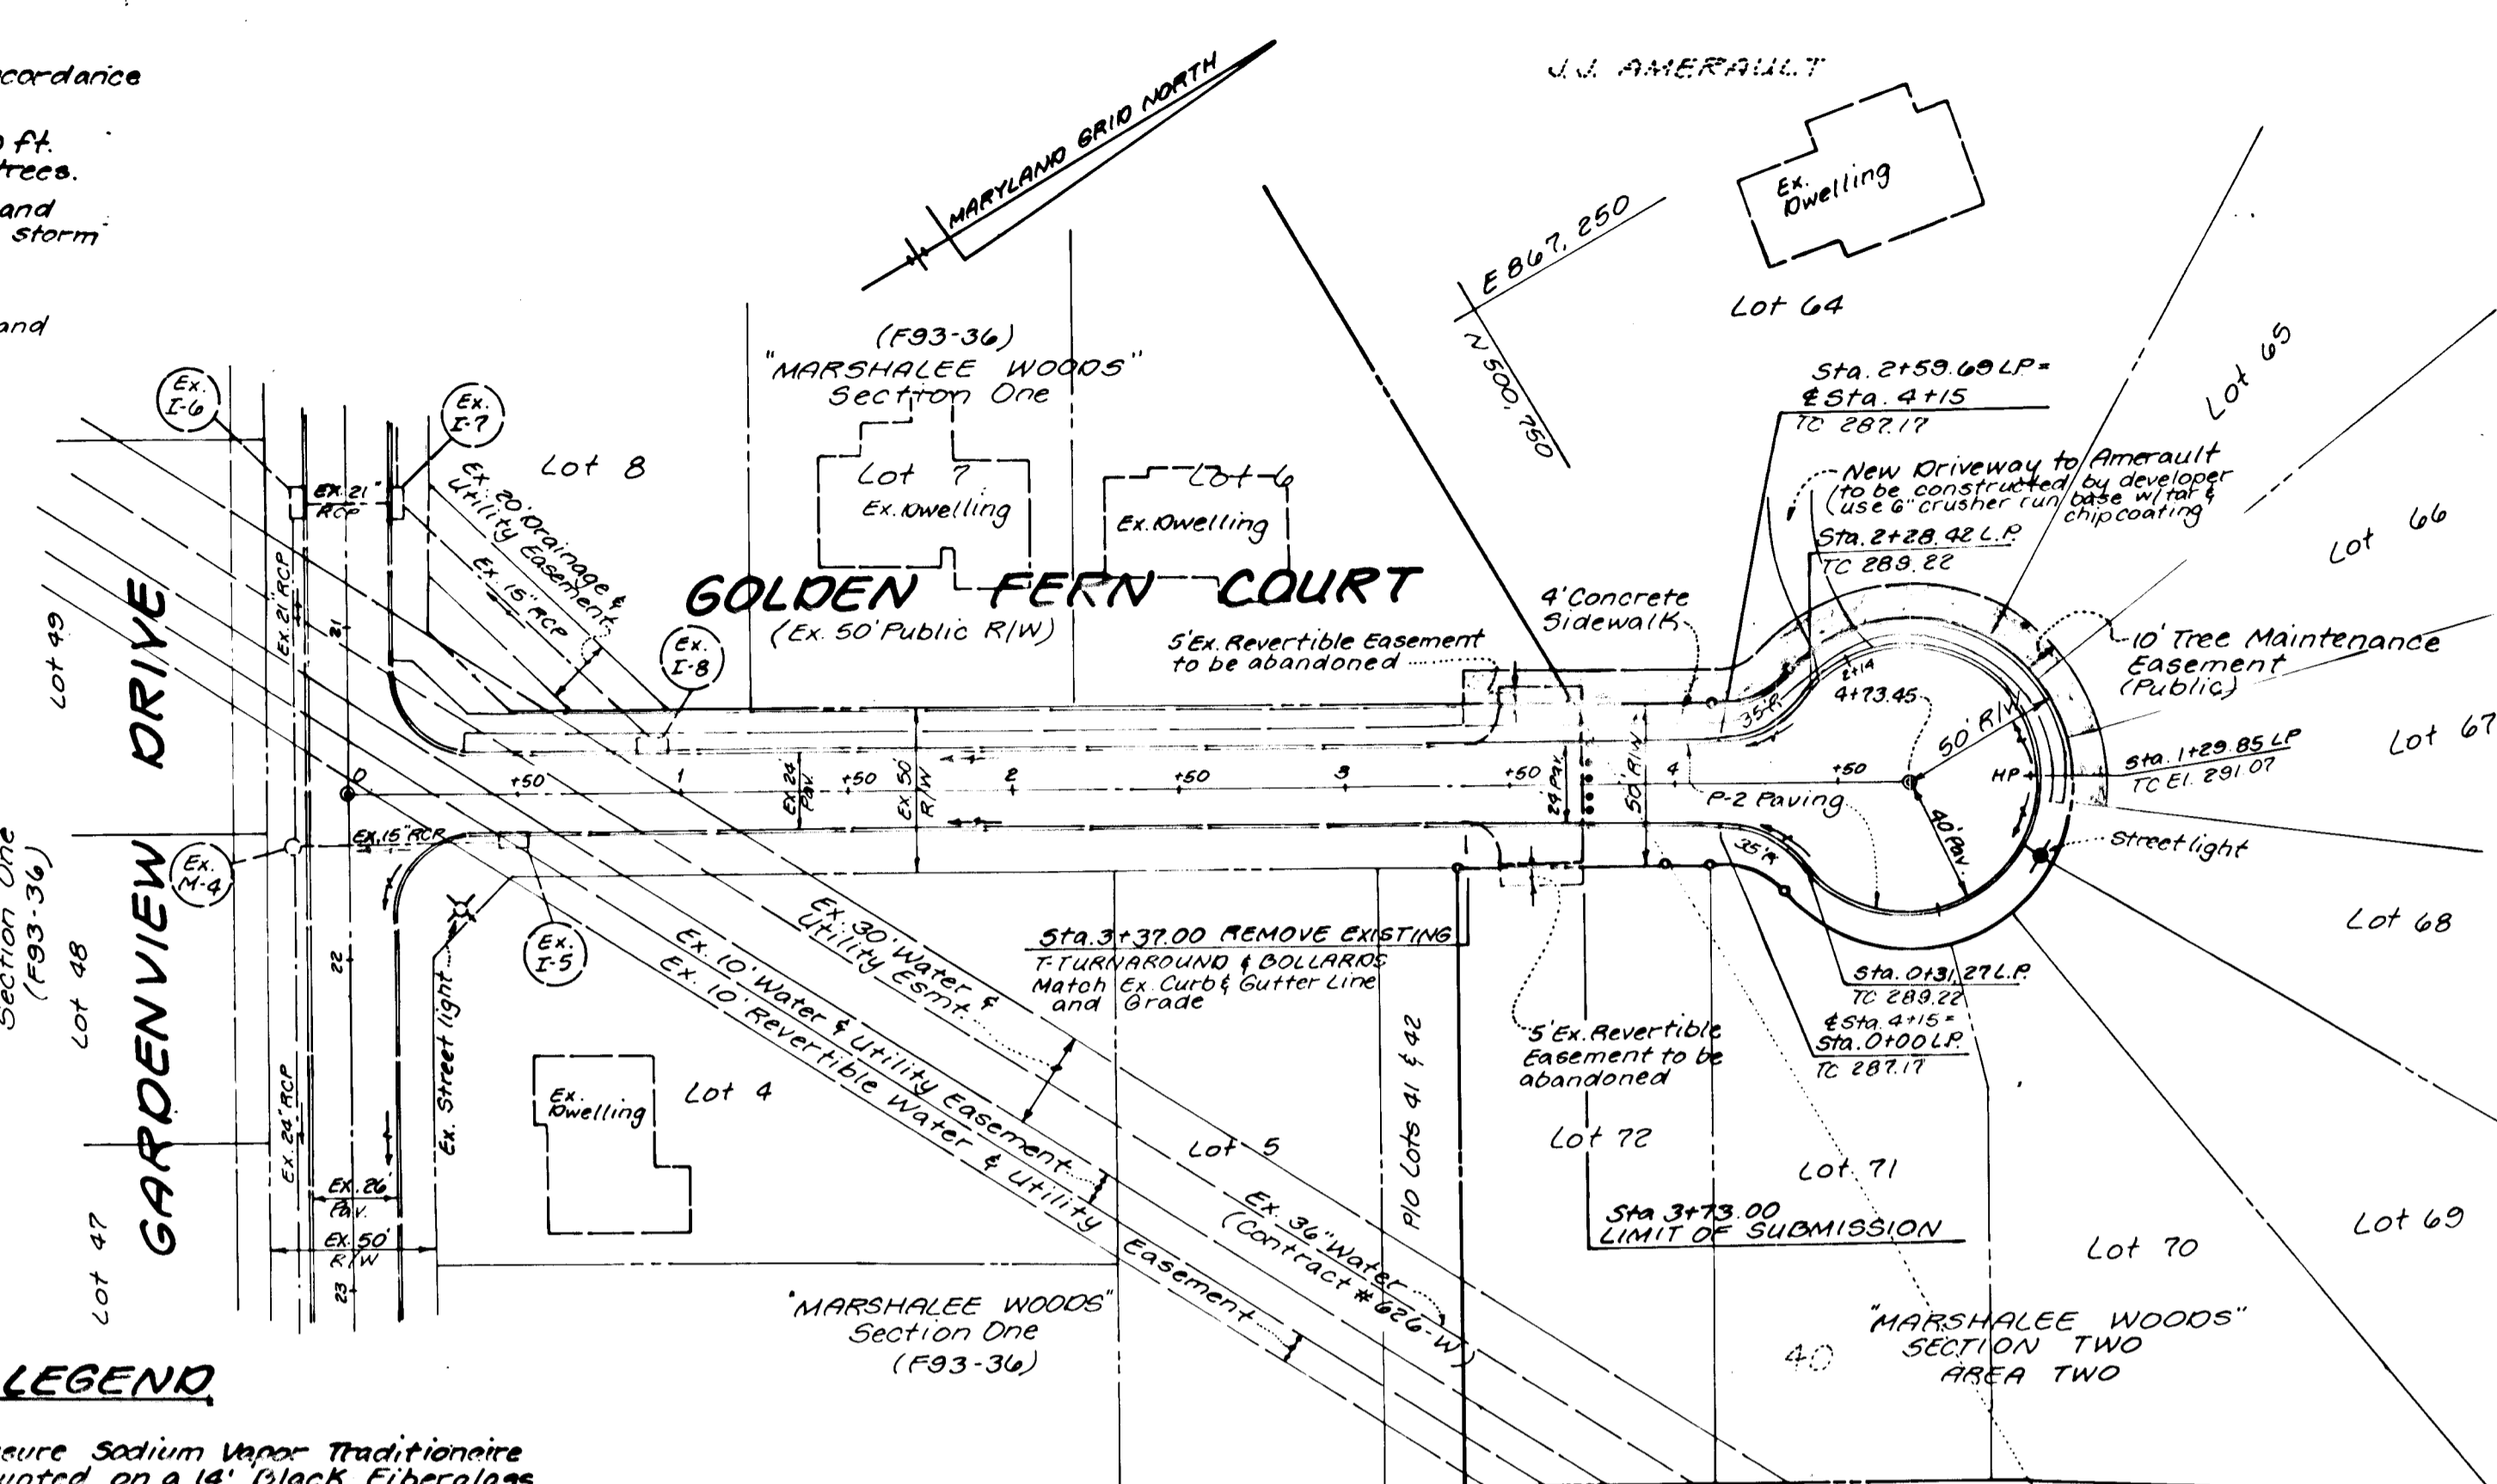 ccordance
ft.
trees.
and
storm
and
MARYLAND GRID NORTH
J.J. AMERAULT
Ex.
Dwelling
E 867,250
N 500,750
Lot 64
Lot 65
Lot 66
Lot 67
Lot 68
Lot 69
Lot 70
Lot 71
Lot 72
(F93-36)
"MARSHALEE WOODS"
Section One
Lot 8
Lot 7
Ex. Dwelling
Lot 6
Ex. Dwelling
Ex.
I-6
Ex.
I-7
EX. 21"
RCP
Ex. 21" RCP
Ex. 20' Drainage &
Utility Easement
Ex. 15" RCP
Ex.
I-8
GOLDEN FERN COURT
(Ex. 50' Public R/W)
5' Ex. Revertible Easement
to be abandoned
4' Concrete
Sidewalk
Sta. 2+59.69 LP =
₵ Sta. 4+15
TC 287.17
New Driveway to Amerault
(to be constructed by developer
use 6" crusher run base w/tar &
chip coating
Sta. 2+28.42 L.P.
TC 289.22
10' Tree Maintenance
Easement
(Public)
Sta. 1+29.85 LP
TC El. 291.07
Street light
2+14
4+73.45
35'R
50' R/W
HP
40' Pav.
35'R
P-2 Paving
24' Pav.
50' R/W
0
+50
1
+50
2
+50
3
+50
4
+50
Ex. 24'
Pav.
Ex. 50'
R/W
Lot 49
Lot 48
Lot 47
Section One
(F93-36)
GARDENVIEW DRIVE
21
22
23
Ex. 15" RCP
Ex.
M-4
Ex.
I-5
Ex. 24" RCP
Ex. Street light
Ex. 26'
Pav.
Ex. 50'
R/W
Ex.
Dwelling
Lot 4
Ex. 30' Water &
Utility Esmt.
Ex. 10' Water & Utility Easement
Ex. 10' Revertible Water & Utility
Easement
Ex. 36" Water
(Contract # 626-W)
Lot 5
Sta. 3+37.00 REMOVE EXISTING
T-TURNAROUND & BOLLARDS
Match Ex. Curb & Gutter Line
and Grade
P/O Lots 41 & 42
5' Ex. Revertible
Easement to be
abandoned
Sta. 0+31.27 L.P.
TC 289.22
₵ Sta. 4+15 =
Sta. 0+00 L.P.
TC 287.17
Sta 3+73.00
LIMIT OF SUBMISSION
"MARSHALEE WOODS"
Section One
(F93-36)
40
"MARSHALEE WOODS"
SECTION TWO
AREA TWO
LEGEND
Sodium Vapor Traditionaire
on a 14' Black Fiberglass